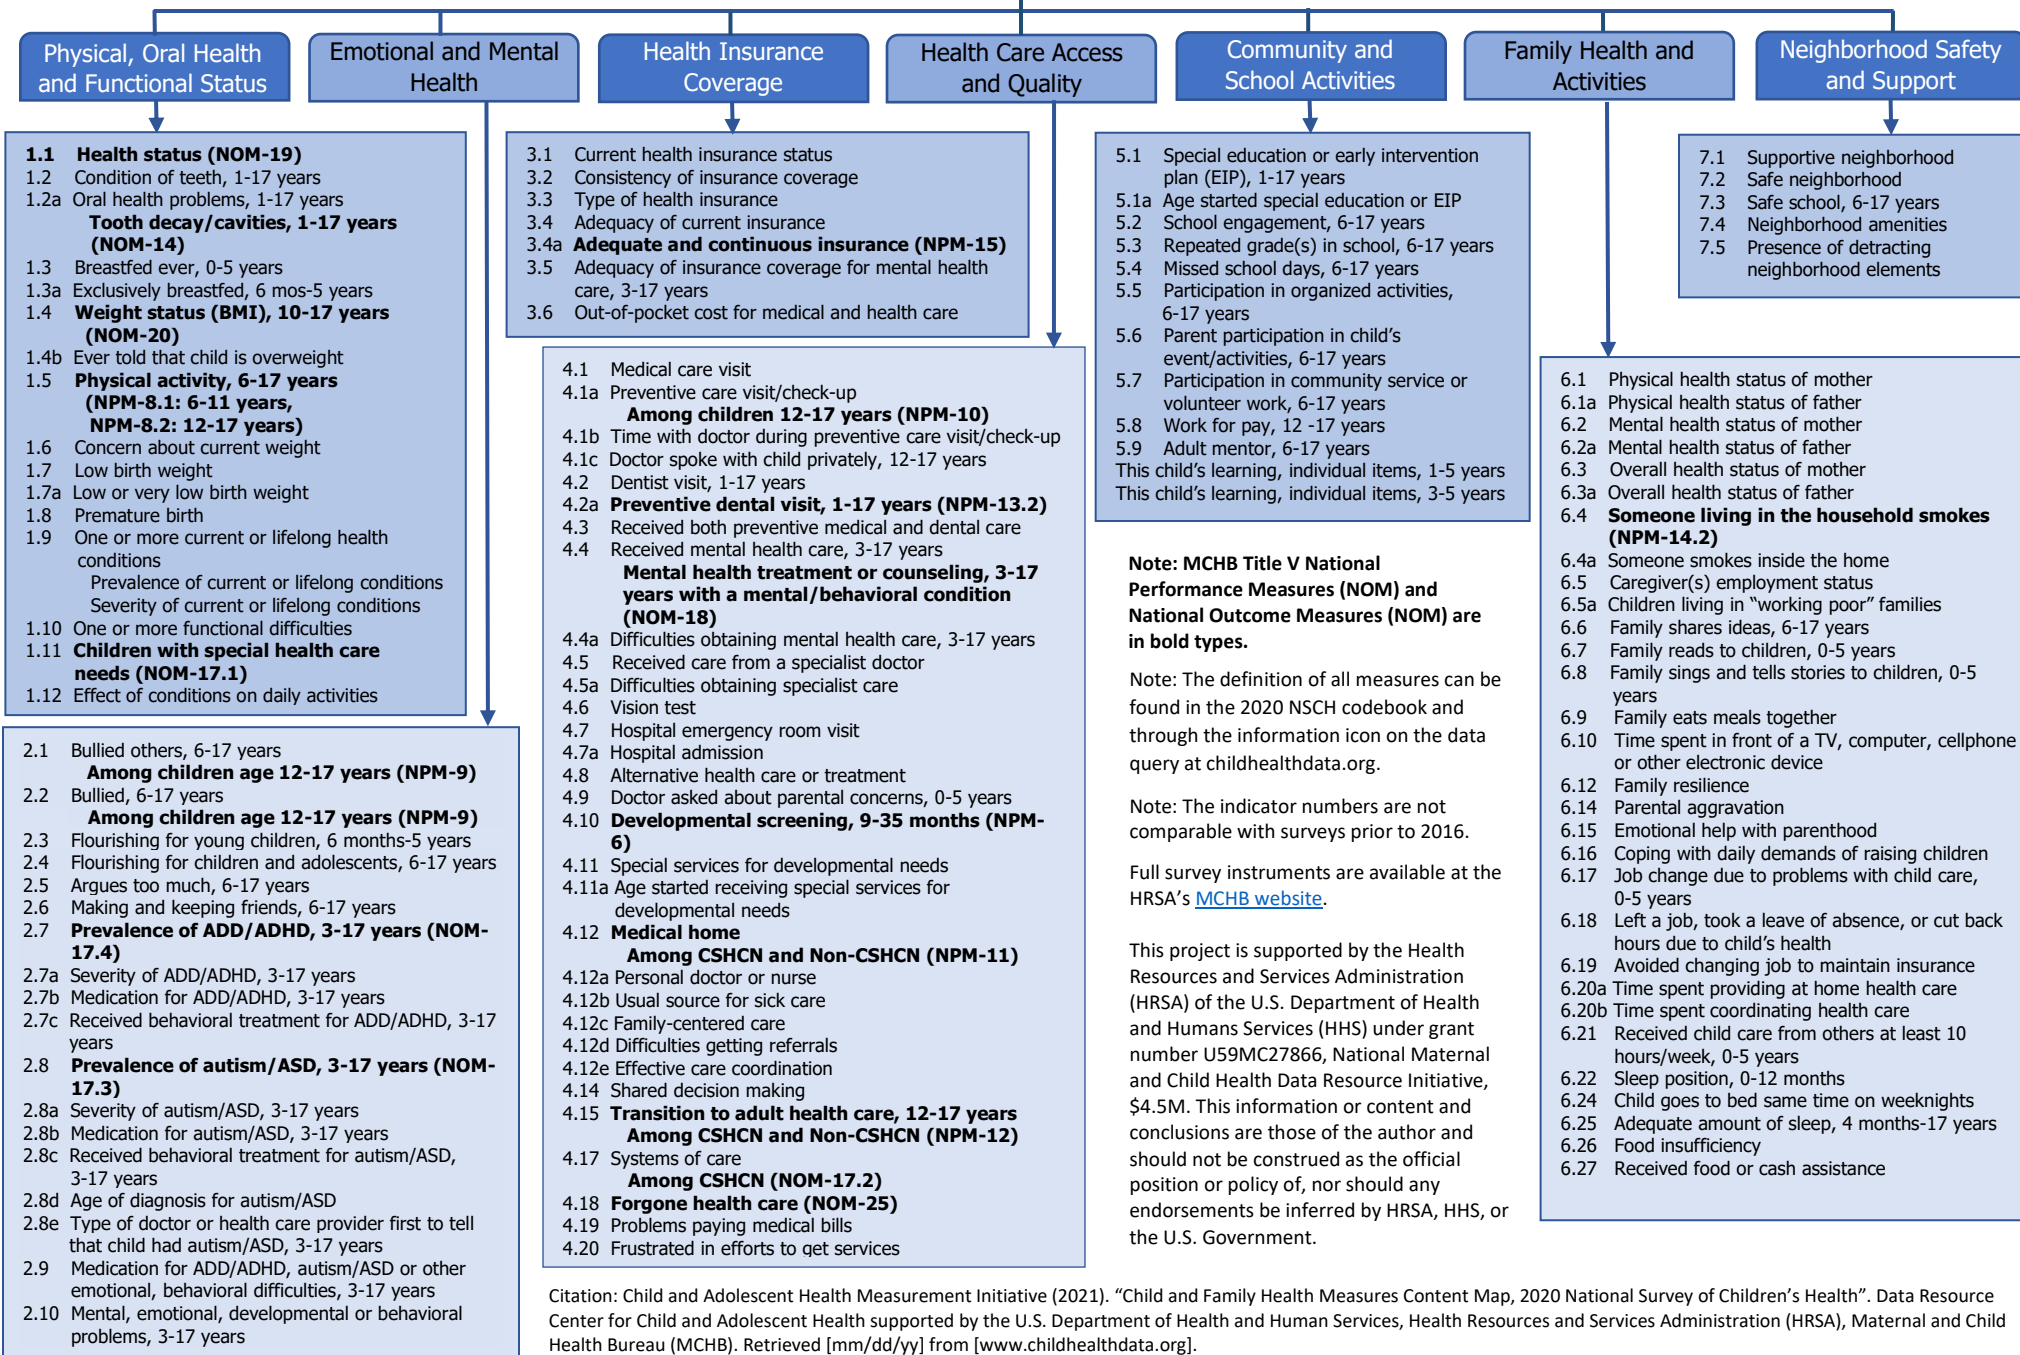 Physical, Oral Health
and Functional Status
Emotional and Mental
Health
Health Insurance
Coverage
Health Care Access
and Quality
Community and
School Activities
Family Health and
Activities
Neighborhood Safety
and Support
1.1 Health status (NOM-19)
1.2 Condition of teeth, 1-17 years
1.2a Oral health problems, 1-17 years
Tooth decay/cavities, 1-17 years
(NOM-14)
1.3 Breastfed ever, 0-5 years
1.3a Exclusively breastfed, 6 mos-5 years
1.4 Weight status (BMI), 10-17 years
(NOM-20)
1.4b Ever told that child is overweight
1.5 Physical activity, 6-17 years
(NPM-8.1: 6-11 years,
NPM-8.2: 12-17 years)
1.6 Concern about current weight
1.7 Low birth weight
1.7a Low or very low birth weight
1.8 Premature birth
1.9 One or more current or lifelong health
conditions
Prevalence of current or lifelong conditions
Severity of current or lifelong conditions
1.10 One or more functional difficulties
1.11 Children with special health care
needs (NOM-17.1)
1.12 Effect of conditions on daily activities
2.1 Bullied others, 6-17 years
Among children age 12-17 years (NPM-9)
2.2 Bullied, 6-17 years
Among children age 12-17 years (NPM-9)
2.3 Flourishing for young children, 6 months-5 years
2.4 Flourishing for children and adolescents, 6-17 years
2.5 Argues too much, 6-17 years
2.6 Making and keeping friends, 6-17 years
2.7 Prevalence of ADD/ADHD, 3-17 years (NOM-
17.4)
2.7a Severity of ADD/ADHD, 3-17 years
2.7b Medication for ADD/ADHD, 3-17 years
2.7c Received behavioral treatment for ADD/ADHD, 3-17
years
2.8 Prevalence of autism/ASD, 3-17 years (NOM-
17.3)
2.8a Severity of autism/ASD, 3-17 years
2.8b Medication for autism/ASD, 3-17 years
2.8c Received behavioral treatment for autism/ASD,
3-17 years
2.8d Age of diagnosis for autism/ASD
2.8e Type of doctor or health care provider first to tell
that child had autism/ASD, 3-17 years
2.9 Medication for ADD/ADHD, autism/ASD or other
emotional, behavioral difficulties, 3-17 years
2.10 Mental, emotional, developmental or behavioral
problems, 3-17 years
3.1 Current health insurance status
3.2 Consistency of insurance coverage
3.3 Type of health insurance
3.4 Adequacy of current insurance
3.4a Adequate and continuous insurance (NPM-15)
3.5 Adequacy of insurance coverage for mental health
care, 3-17 years
3.6 Out-of-pocket cost for medical and health care
4.1 Medical care visit
4.1a Preventive care visit/check-up
Among children 12-17 years (NPM-10)
4.1b Time with doctor during preventive care visit/check-up
4.1c Doctor spoke with child privately, 12-17 years
4.2 Dentist visit, 1-17 years
4.2a Preventive dental visit, 1-17 years (NPM-13.2)
4.3 Received both preventive medical and dental care
4.4 Received mental health care, 3-17 years
Mental health treatment or counseling, 3-17
years with a mental/behavioral condition
(NOM-18)
4.4a Difficulties obtaining mental health care, 3-17 years
4.5 Received care from a specialist doctor
4.5a Difficulties obtaining specialist care
4.6 Vision test
4.7 Hospital emergency room visit
4.7a Hospital admission
4.8 Alternative health care or treatment
4.9 Doctor asked about parental concerns, 0-5 years
4.10 Developmental screening, 9-35 months (NPM-
6)
4.11 Special services for developmental needs
4.11a Age started receiving special services for
developmental needs
4.12 Medical home
Among CSHCN and Non-CSHCN (NPM-11)
4.12a Personal doctor or nurse
4.12b Usual source for sick care
4.12c Family-centered care
4.12d Difficulties getting referrals
4.12e Effective care coordination
4.14 Shared decision making
4.15 Transition to adult health care, 12-17 years
Among CSHCN and Non-CSHCN (NPM-12)
4.17 Systems of care
Among CSHCN (NOM-17.2)
4.18 Forgone health care (NOM-25)
4.19 Problems paying medical bills
4.20 Frustrated in efforts to get services
5.1 Special education or early intervention
plan (EIP), 1-17 years
5.1a Age started special education or EIP
5.2 School engagement, 6-17 years
5.3 Repeated grade(s) in school, 6-17 years
5.4 Missed school days, 6-17 years
5.5 Participation in organized activities,
6-17 years
5.6 Parent participation in child's
event/activities, 6-17 years
5.7 Participation in community service or
volunteer work, 6-17 years
5.8 Work for pay, 12 -17 years
5.9 Adult mentor, 6-17 years
This child's learning, individual items, 1-5 years
This child's learning, individual items, 3-5 years
Note: MCHB Title V National
Performance Measures (NOM) and
National Outcome Measures (NOM) are
in bold types.
Note: The definition of all measures can be
found in the 2020 NSCH codebook and
through the information icon on the data
query at childhealthdata.org.
Note: The indicator numbers are not
comparable with surveys prior to 2016.
Full survey instruments are available at the
HRSA's MCHB website.
This project is supported by the Health
Resources and Services Administration
(HRSA) of the U.S. Department of Health
and Humans Services (HHS) under grant
number U59MC27866, National Maternal
and Child Health Data Resource Initiative,
$4.5M. This information or content and
conclusions are those of the author and
should not be construed as the official
position or policy of, nor should any
endorsements be inferred by HRSA, HHS, or
the U.S. Government.
6.1 Physical health status of mother
6.1a Physical health status of father
6.2 Mental health status of mother
6.2a Mental health status of father
6.3 Overall health status of mother
6.3a Overall health status of father
6.4 Someone living in the household smokes
(NPM-14.2)
6.4a Someone smokes inside the home
6.5 Caregiver(s) employment status
6.5a Children living in “working poor” families
6.6 Family shares ideas, 6-17 years
6.7 Family reads to children, 0-5 years
6.8 Family sings and tells stories to children, 0-5
years
6.9 Family eats meals together
6.10 Time spent in front of a TV, computer, cellphone
or other electronic device
6.12 Family resilience
6.14 Parental aggravation
6.15 Emotional help with parenthood
6.16 Coping with daily demands of raising children
6.17 Job change due to problems with child care,
0-5 years
6.18 Left a job, took a leave of absence, or cut back
hours due to child's health
6.19 Avoided changing job to maintain insurance
6.20a Time spent providing at home health care
6.20b Time spent coordinating health care
6.21 Received child care from others at least 10
hours/week, 0-5 years
6.22 Sleep position, 0-12 months
6.24 Child goes to bed same time on weeknights
6.25 Adequate amount of sleep, 4 months-17 years
6.26 Food insufficiency
6.27 Received food or cash assistance
7.1 Supportive neighborhood
7.2 Safe neighborhood
7.3 Safe school, 6-17 years
7.4 Neighborhood amenities
7.5 Presence of detracting
neighborhood elements
Citation: Child and Adolescent Health Measurement Initiative (2021). “Child and Family Health Measures Content Map, 2020 National Survey of Children's Health”. Data Resource
Center for Child and Adolescent Health supported by the U.S. Department of Health and Human Services, Health Resources and Services Administration (HRSA), Maternal and Child
Health Bureau (MCHB). Retrieved [mm/dd/yy] from [www.childhealthdata.org].